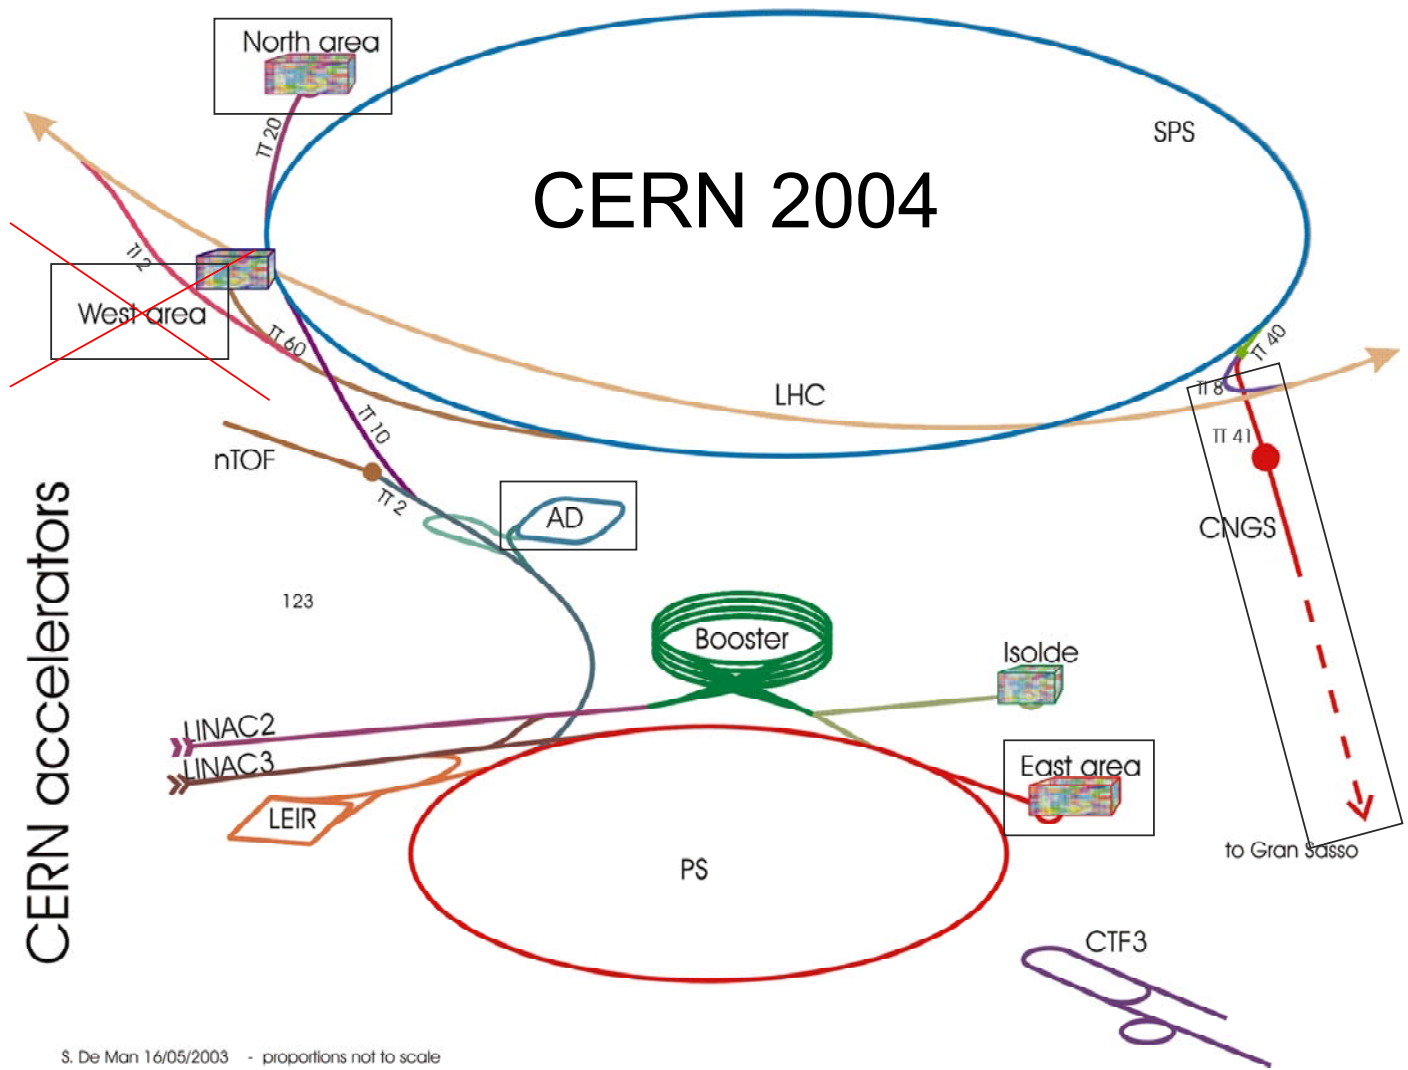 North area
SPS
TT 20
CERN 2004
TI 2
West area
TT 60
TT 40
LHC
TI 8
TT 10
TT 41
nTOF
TT 2
AD
CNGS
CERN accelerators
123
Booster
Isolde
LINAC2
LINAC3
East area
LEIR
to Gran Sasso
PS
CTF3
S. De Man 16/05/2003 - proportions not to scale